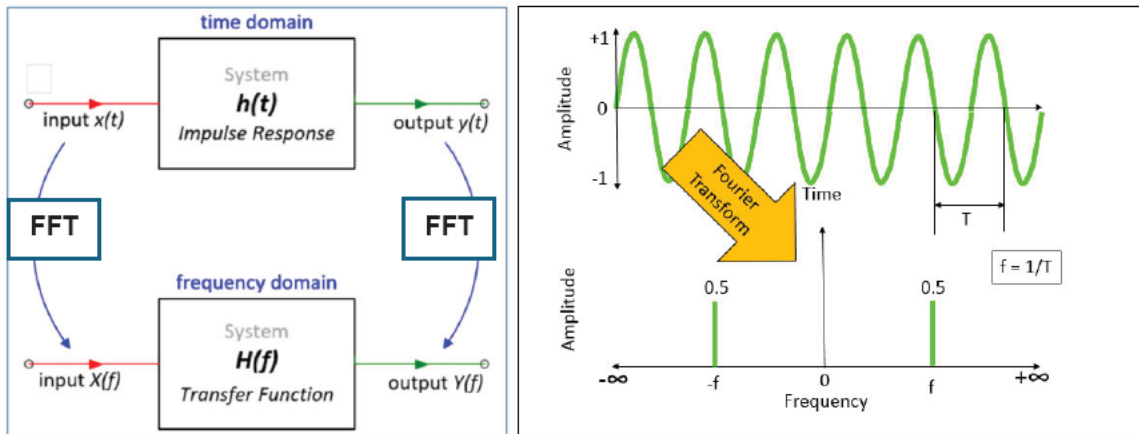 time domain
System
h(t)
Impulse Response
input x(t)
output y(t)
FFT
FFT
frequency domain
System
H(f)
Transfer Function
input X(f)
output Y(f)
+1
0
-1
Amplitude
Time
T
Fourier
Transform
f = 1/T
0.5
0.5
Amplitude
-∞
-f
0
f
+∞
Frequency